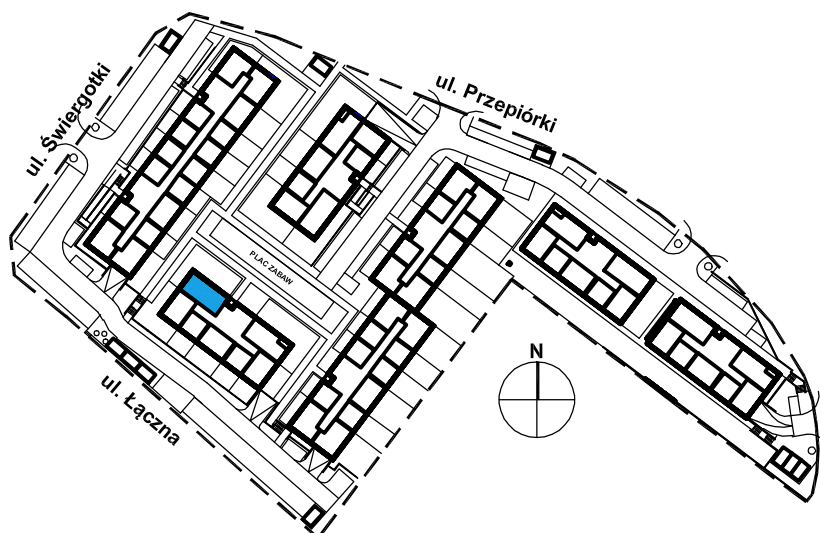 ul. Przepiórki
ul. Świergotki
PLAC ZABAW
N
ul. Łączna